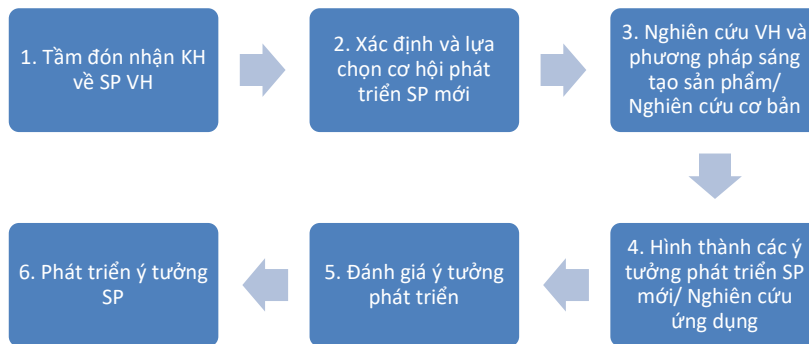 1. Tầm đón nhận KH
về SP VH
2. Xác định và lựa
chọn cơ hội phát
triển SP mới
3. Nghiên cứu VH và
phương pháp sáng
tạo sản phẩm/
Nghiên cứu cơ bản
4. Hình thành các ý
tưởng phát triển SP
mới/ Nghiên cứu
ứng dụng
5. Đánh giá ý tưởng
phát triển
6. Phát triển ý tưởng
SP